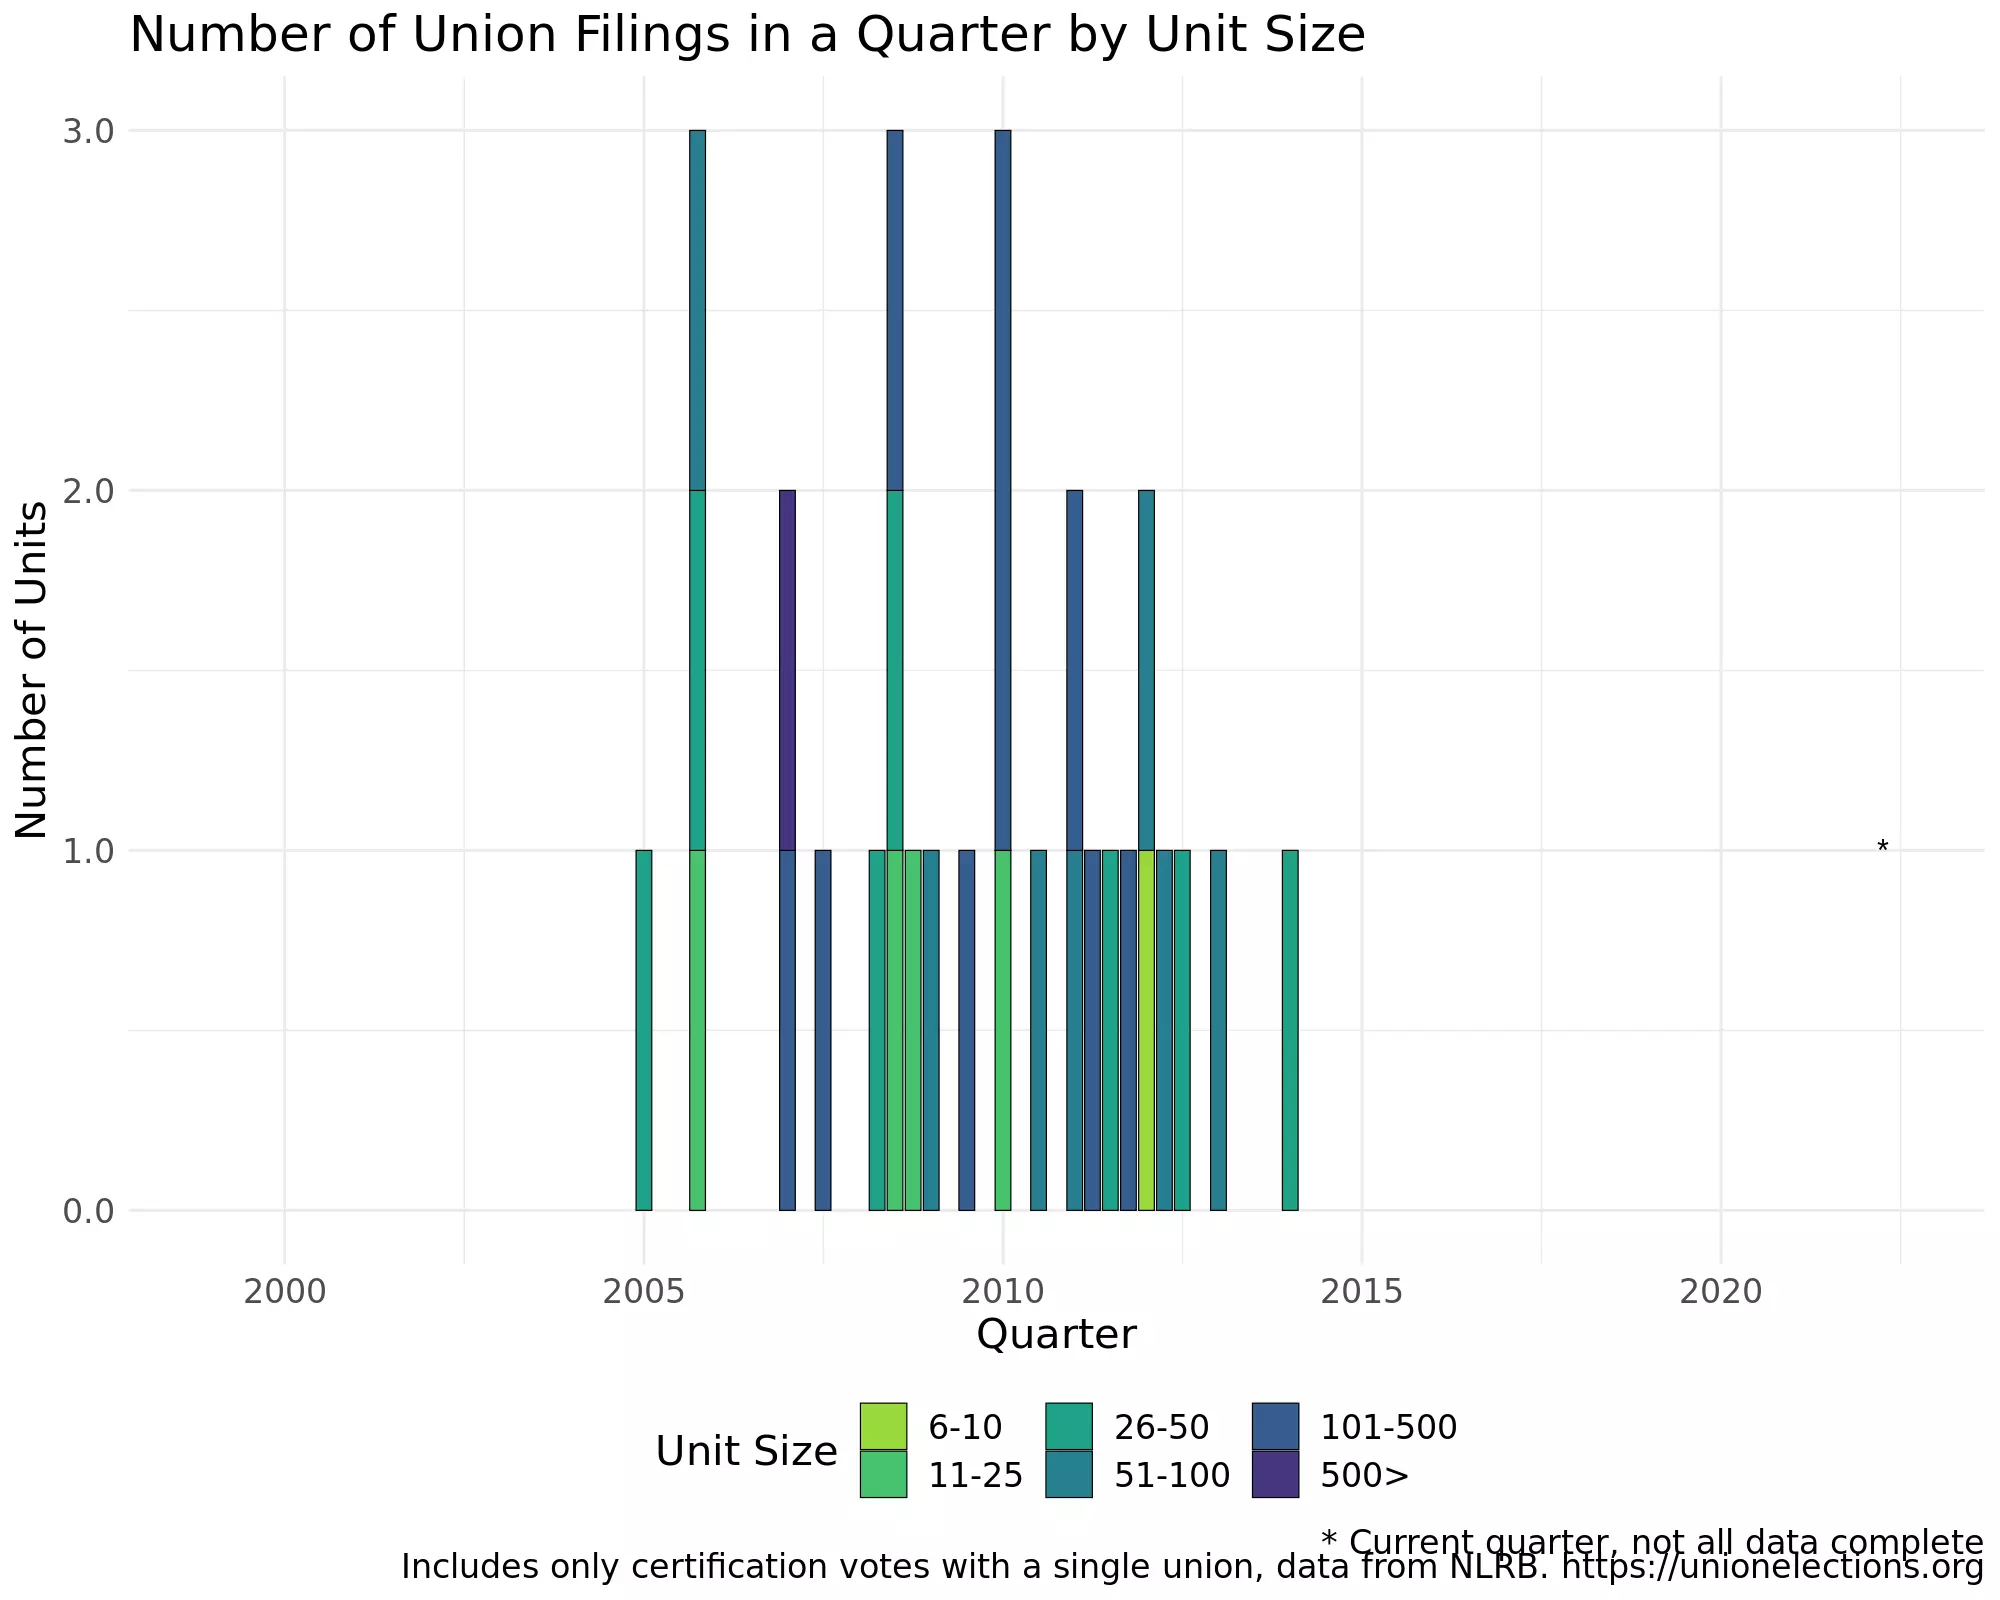 Number of Union Filings in a Quarter by Unit Size
3.0
2.0
1.0
0.0
Number of Units
*
2000 2005 2010 2015 2020
Quarter
Unit Size
6-10 26-50 101-500
11-25 51-100 500>
* Current quarter, not all data complete
Includes only certification votes with a single union, data from NLRB. https://unionelections.org